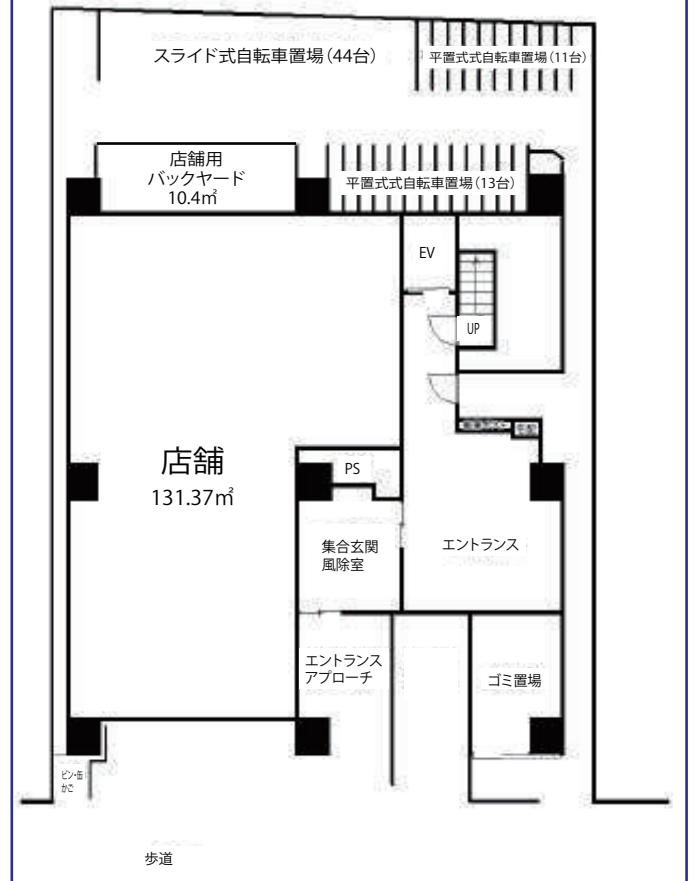 スライド式自転車置場（44台）
平置式式自転車置場（11台）
店舗用
バックヤード
10.4㎡
平置式式自転車置場（13台）
EV
UP
店舗
131.37㎡
PS
集合玄関
風除室
エントランス
エントランス
アプローチ
ゴミ置場
ビン・缶
かご
歩道